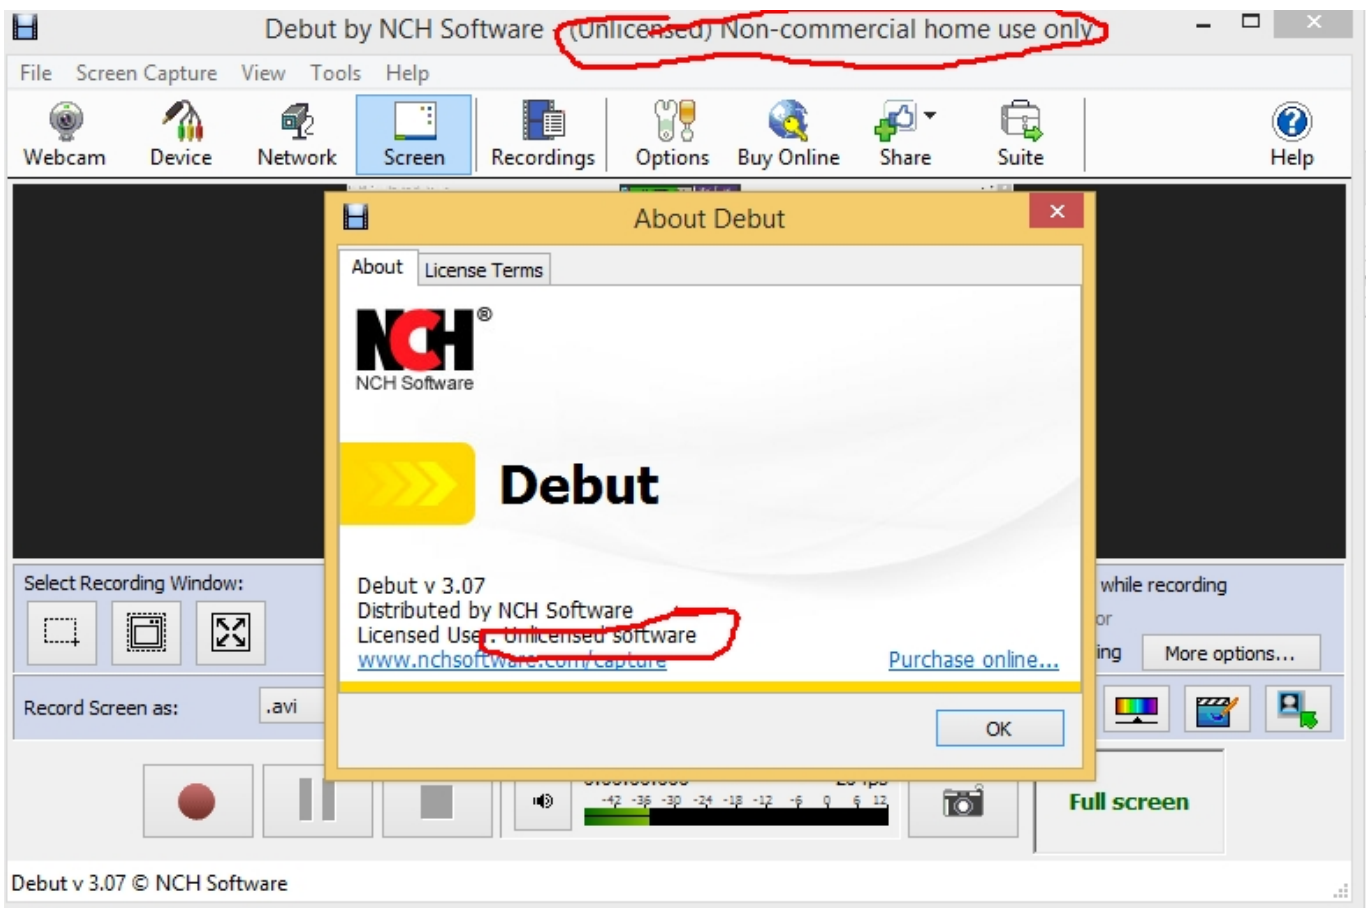 Debut by NCH Software - (Unlicensed) Non-commercial home use only
File Screen Capture View Tools Help
Webcam Device Network Screen Recordings Options Buy Online Share Suite Help
About Debut
About License Terms
NCH®
NCH Software
Debut
Debut v 3.07
Distributed by NCH Software
Licensed User: Unlicensed software
www.nchsoftware.com/capture Purchase online...
OK
Select Recording Window:
while recording
or
ing More options...
Record Screen as: .avi
-42 -36 -30 -24 -18 -12 -6 0 6 12
Full screen
Debut v 3.07 © NCH Software